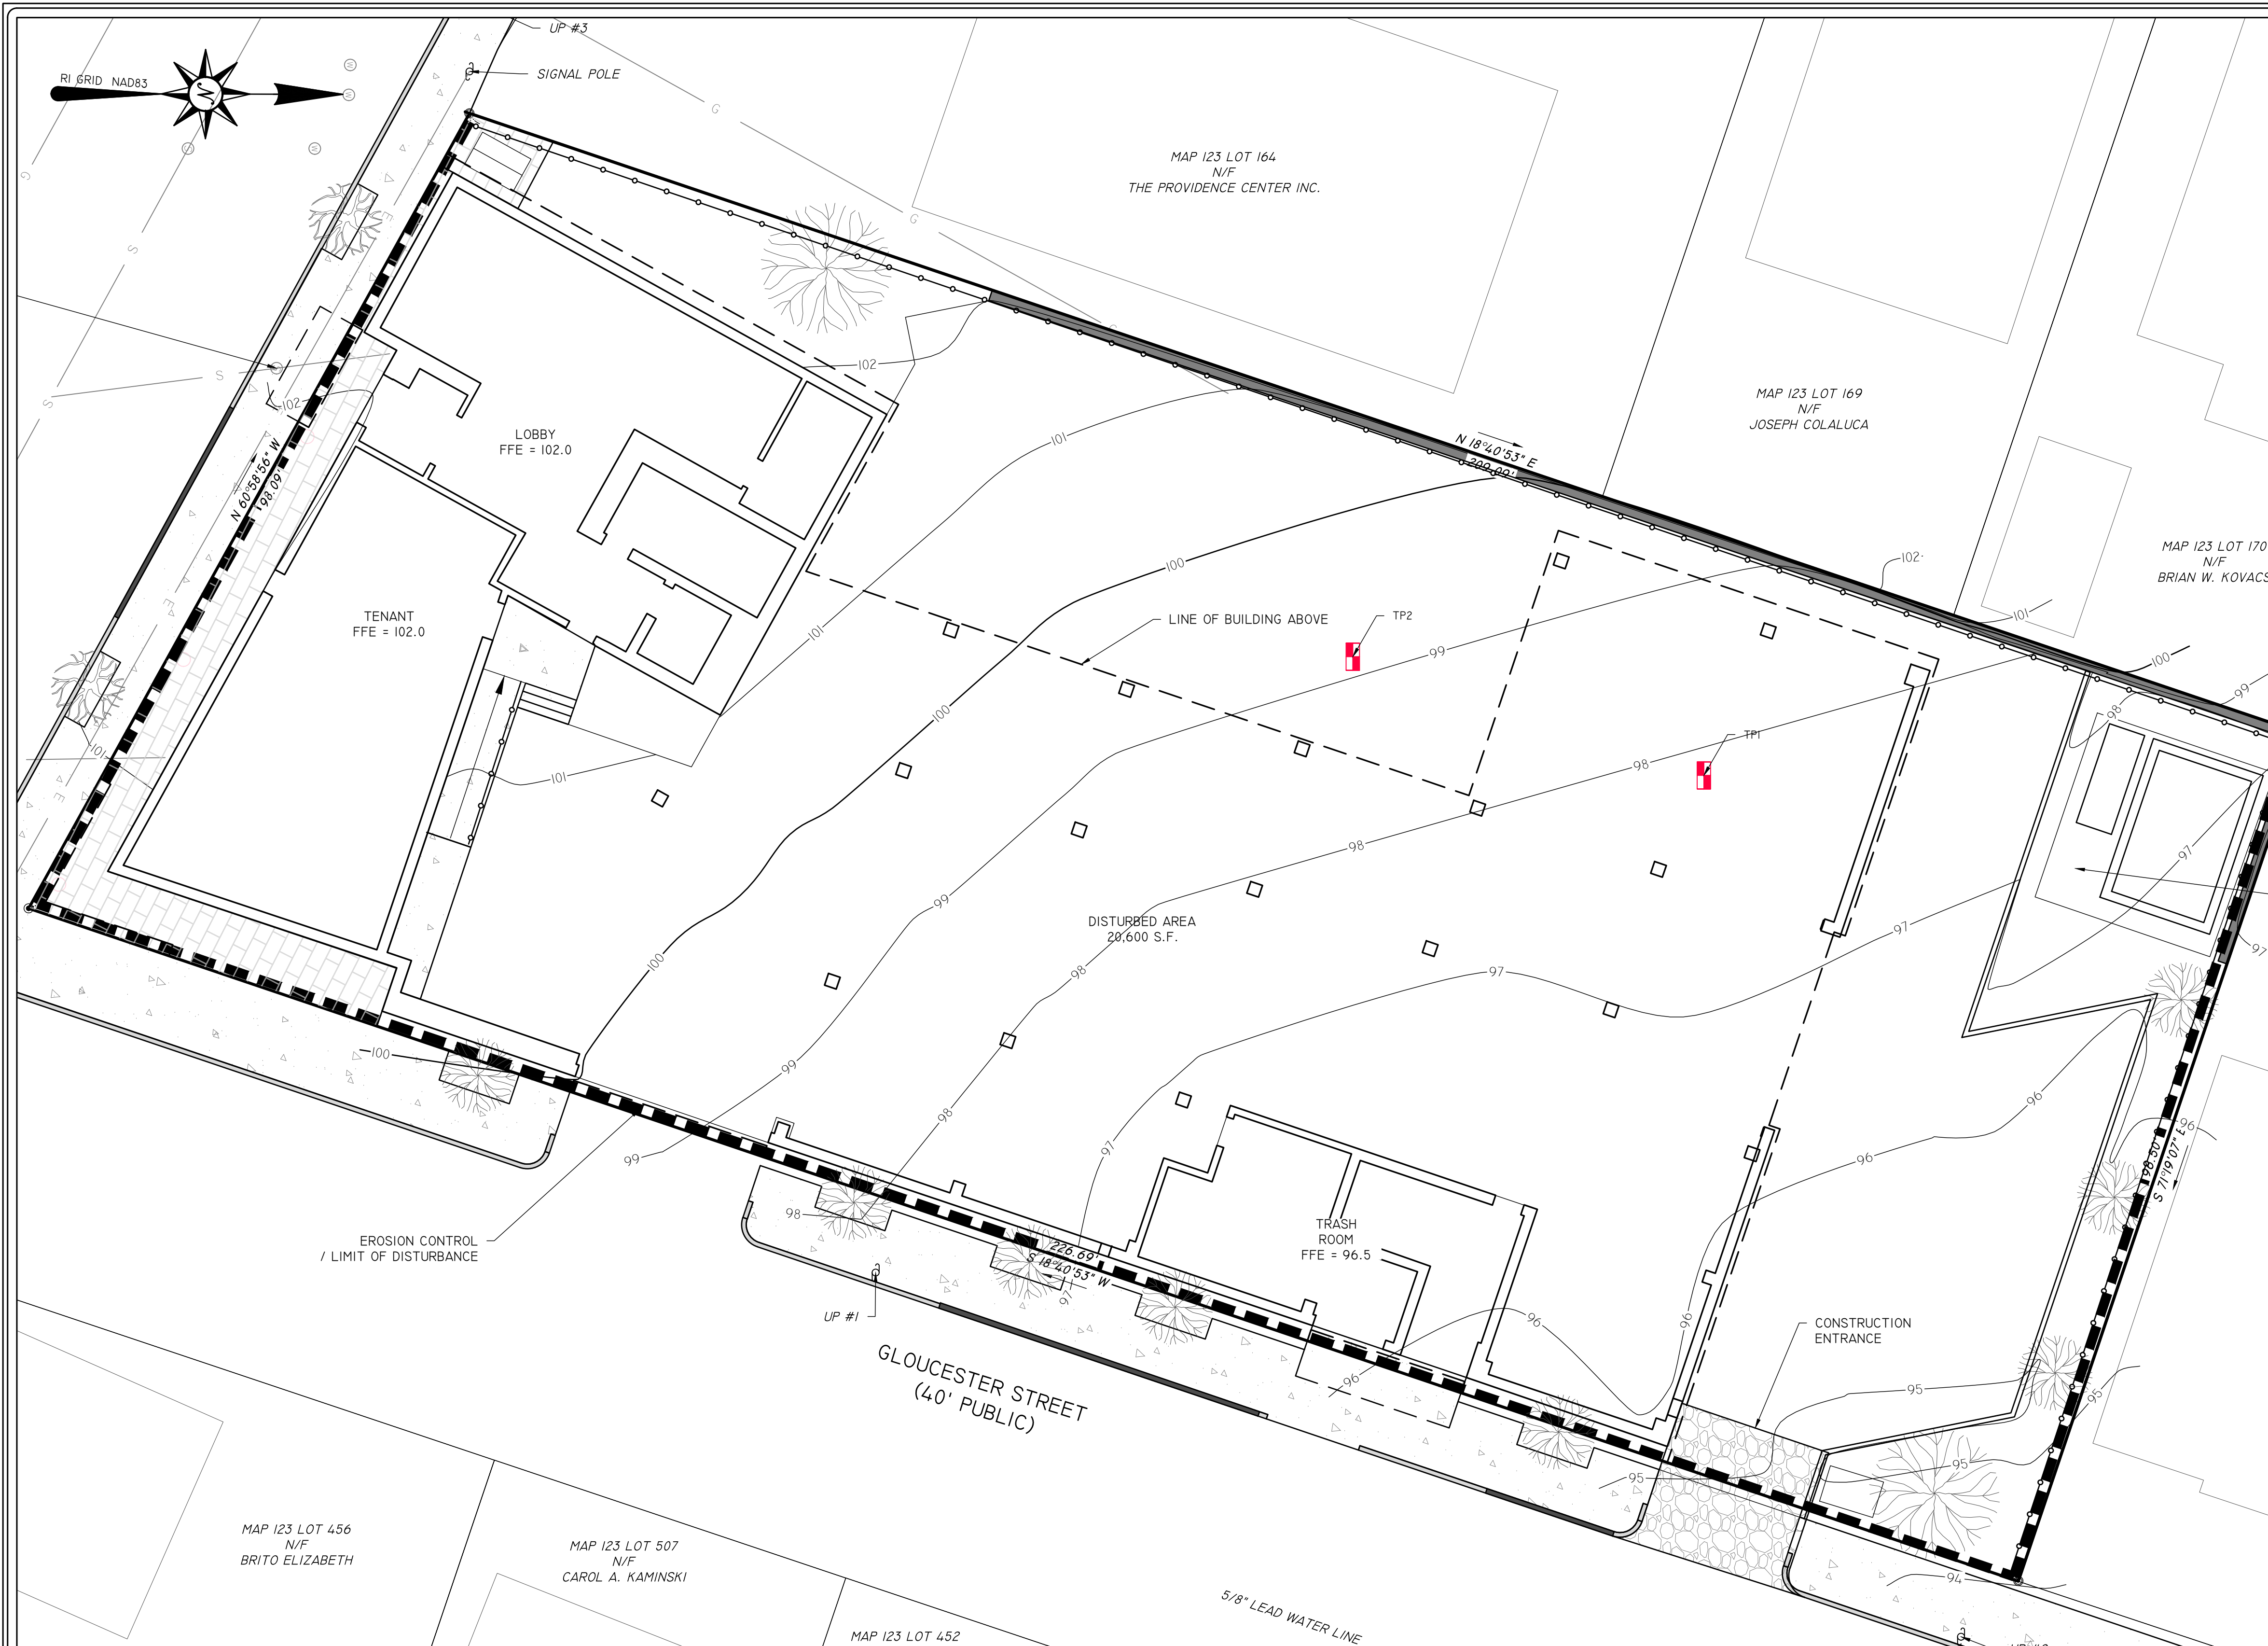 UP #3
SIGNAL POLE
RI GRID NAD83
N
W
W
W
G
G
G
G
S
S
S
S
E
E
E
E
MAP 123 LOT 164
N/F
THE PROVIDENCE CENTER INC.
MAP 123 LOT 169
N/F
JOSEPH COLALUCA
MAP 123 LOT 170
N/F
BRIAN W. KOVACS
102
102
LOBBY
FFE = 102.0
101
N 18°40'53" E
209.09'
N 60°58'56" W
98.09'
100
102
101
100
99
98
TENANT
FFE = 102.0
101
LINE OF BUILDING ABOVE
TP2
99
TP1
98
100
101
101
98
97
99
DISTURBED AREA
20,600 S.F.
97
97
97
98
100
100
99
98
96
96
96
98.50'
S 71°19'07" E
97
99
98
EROSION CONTROL
/ LIMIT OF DISTURBANCE
226.69'
S 18°40'53" W
97
TRASH
ROOM
FFE = 96.5
96
96
96
CONSTRUCTION
ENTRANCE
UP #1
GLOUCESTER STREET
(40' PUBLIC)
95
95
95
95
94
MAP 123 LOT 456
N/F
BRITO ELIZABETH
MAP 123 LOT 507
N/F
CAROL A. KAMINSKI
MAP 123 LOT 452
5/8" LEAD WATER LINE